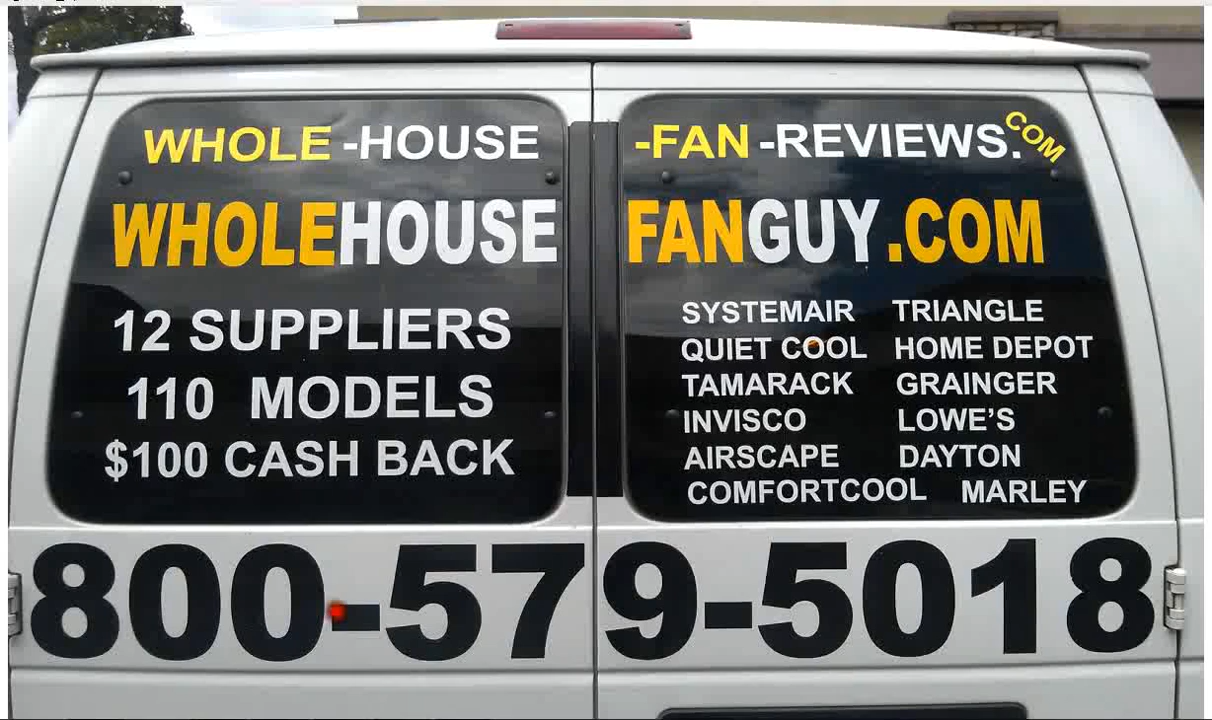 WHOLE -HOUSE -FAN -REVIEWS.COM
WHOLEHOUSE FANGUY.COM
12 SUPPLIERS
110 MODELS
$100 CASH BACK
SYSTEMAIR TRIANGLE
QUIET COOL HOME DEPOT
TAMARACK GRAINGER
INVISCO LOWE'S
AIRSCAPE DAYTON
COMFORTCOOL MARLEY
800-579-5018